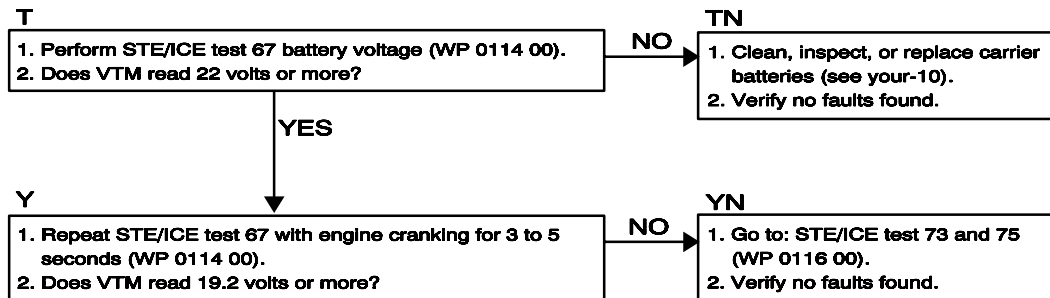 T
1. Perform STE/ICE test 67 battery voltage (WP 0114 00).
2. Does VTM read 22 volts or more?
NO
TN
1. Clean, inspect, or replace carrier
batteries (see your-10).
2. Verify no faults found.
YES
Y
1. Repeat STE/ICE test 67 with engine cranking for 3 to 5
seconds (WP 0114 00).
2. Does VTM read 19.2 volts or more?
NO
YN
1. Go to: STE/ICE test 73 and 75
(WP 0116 00).
2. Verify no faults found.